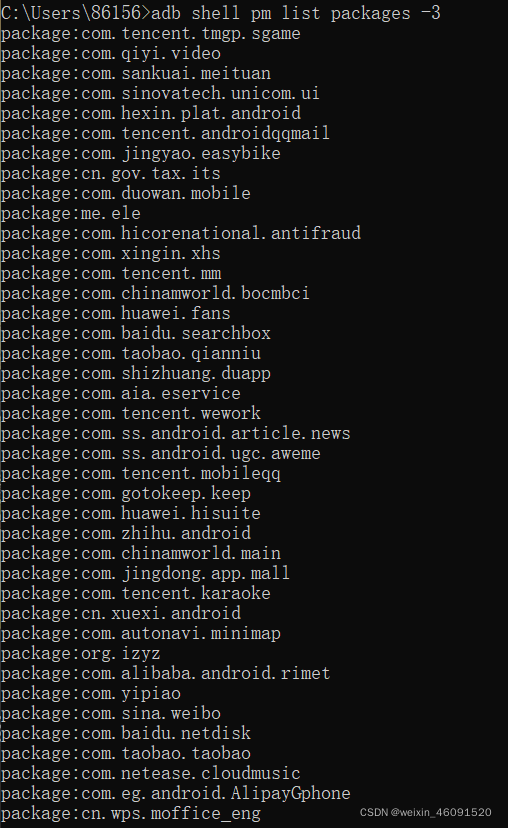 C:\Users\86156>adb shell pm list packages -3
package:com.tencent.tmgp.sgame
package:com.qiyi.video
package:com.sankuai.meituan
package:com.sinovatech.unicom.ui
package:com.hexin.plat.android
package:com.tencent.androidqqmail
package:com.jingyao.easybike
package:cn.gov.tax.its
package:com.duowan.mobile
package:me.ele
package:com.hicorenational.antifraud
package:com.xingin.xhs
package:com.tencent.mm
package:com.chinamworld.bocmbci
package:com.huawei.fans
package:com.baidu.searchbox
package:com.taobao.qianniu
package:com.shizhuang.duapp
package:com.aia.eservice
package:com.tencent.wework
package:com.ss.android.article.news
package:com.ss.android.ugc.aweme
package:com.tencent.mobileqq
package:com.gotokeep.keep
package:com.huawei.hisuite
package:com.zhihu.android
package:com.chinamworld.main
package:com.jingdong.app.mall
package:com.tencent.karaoke
package:cn.xuexi.android
package:com.autonavi.minimap
package:org.izyz
package:com.alibaba.android.rimet
package:com.yipiao
package:com.sina.weibo
package:com.baidu.netdisk
package:com.taobao.taobao
package:com.netease.cloudmusic
package:com.eg.android.AlipayGphone
package:cn.wps.moffice_eng
CSDN @weixin_46091520